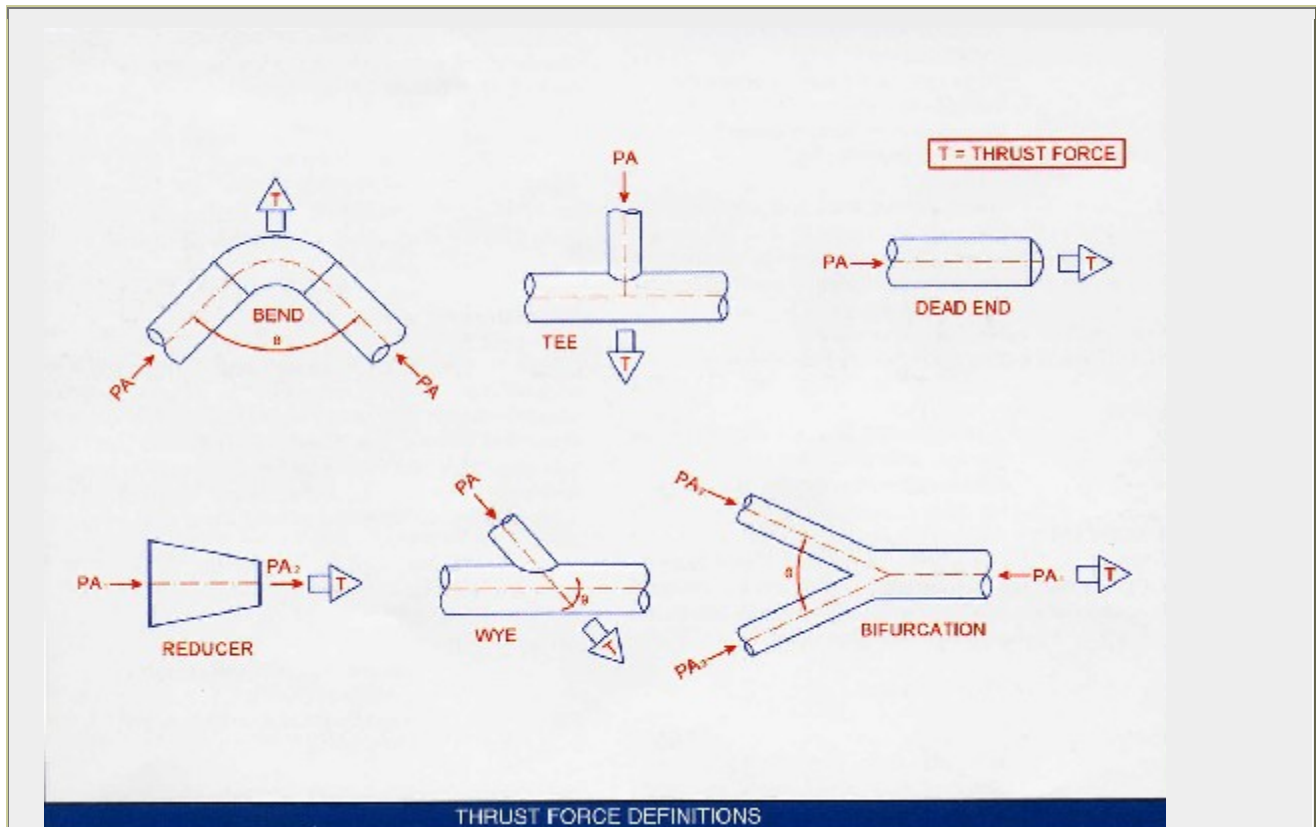 PA
T = THRUST FORCE
T
PA
T
BEND
DEAD END
θ
TEE
T
PA
PA
PA
PA₂
PA
PA₂
T
θ
θ
PA
T
WYE
BIFURCATION
REDUCER
T
PA₃
THRUST FORCE DEFINITIONS